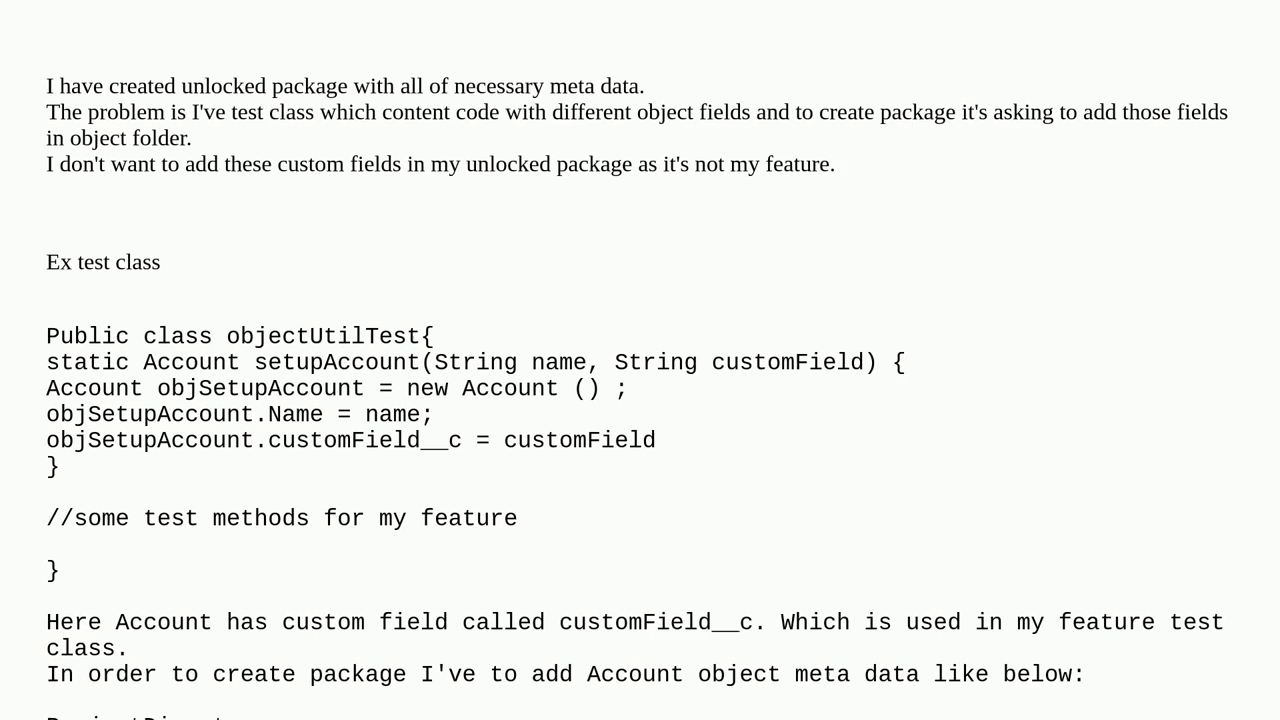 I have created unlocked package with all of necessary meta data.
The problem is I've test class which content code with different object fields and to create package it's asking to add those fields
in object folder.
I don't want to add these custom fields in my unlocked package as it's not my feature.
Ex test class
Public class objectUtilTest{
static Account setupAccount(String name, String customField) {
Account objSetupAccount = new Account () ;
objSetupAccount.Name = name;
objSetupAccount.customField__c = customField
}
//some test methods for my feature
}
Here Account has custom field called customField__c. Which is used in my feature test
class.
In order to create package I've to add Account object meta data like below: